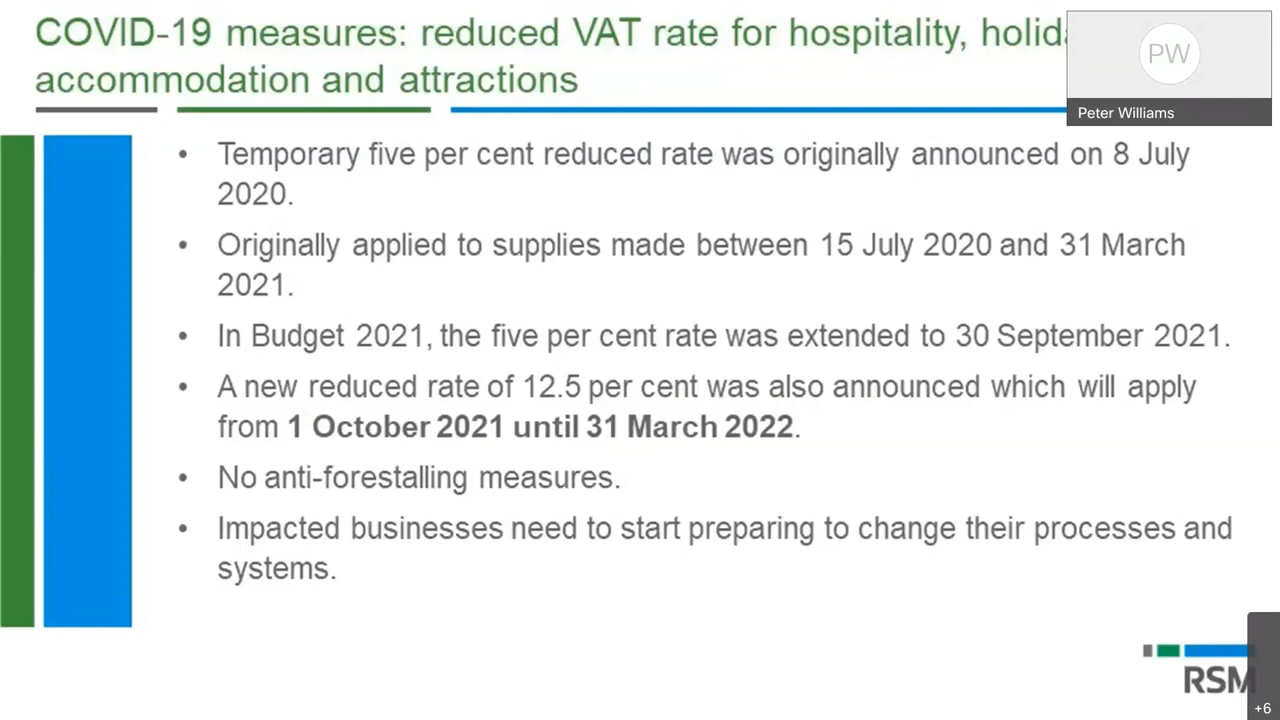 COVID-19 measures: reduced VAT rate for hospitality,
accommodation and attractions
PW
Peter Williams
• Temporary five per cent reduced rate was originally announced on 8 July
2020.
• Originally applied to supplies made between 15 July 2020 and 31 March
2021.
• In Budget 2021, the five per cent rate was extended to 30 September 2021.
• A new reduced rate of 12.5 per cent was also announced which will apply
from 1 October 2021 until 31 March 2022.
• No anti-forestalling measures.
• Impacted businesses need to start preparing to change their processes and
systems.
RSM
+6